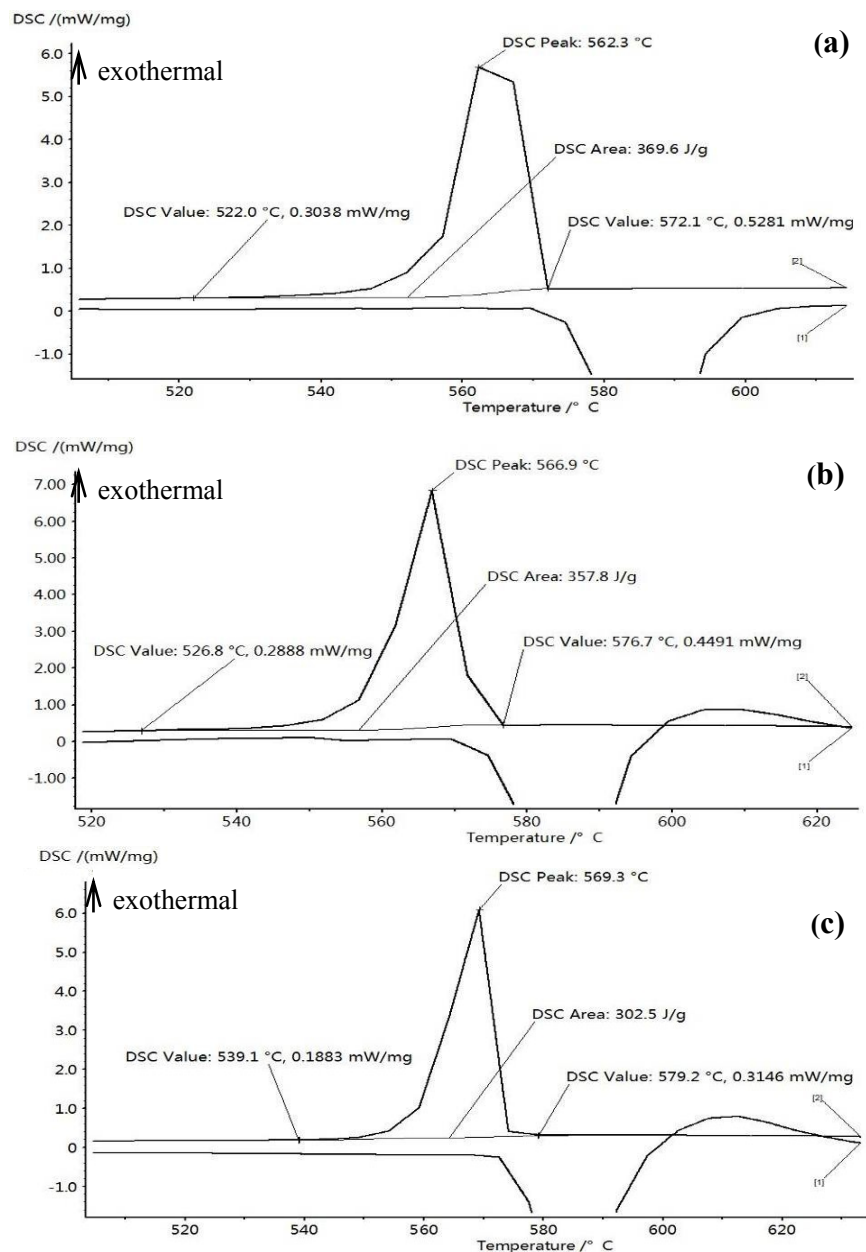 DSC /(mW/mg)
(a)
DSC Peak: 562.3 °C
6.0
exothermal
5.0
4.0
DSC Area: 369.6 J/g
3.0
DSC Value: 522.0 °C, 0.3038 mW/mg
DSC Value: 572.1 °C, 0.5281 mW/mg
2.0
1.0
[2]
0
[1]
-1.0
520 540 560 580 600
Temperature /° C
DSC /(mW/mg)
DSC Peak: 566.9 °C
(b)
7.00
exothermal
6.00
5.00
DSC Area: 357.8 J/g
4.00
3.00
DSC Value: 526.8 °C, 0.2888 mW/mg
DSC Value: 576.7 °C, 0.4491 mW/mg
2.00
[2]
1.00
0
[1]
-1.00
520 540 560 580 600 620
Temperature /° C
DSC /(mW/mg)
DSC Peak: 569.3 °C
exothermal
(c)
6.0
5.0
4.0
DSC Area: 302.5 J/g
3.0
DSC Value: 539.1 °C, 0.1883 mW/mg
DSC Value: 579.2 °C, 0.3146 mW/mg
2.0
[2]
1.0
0
[1]
-1.0
520 540 560 580 600 620
Temperature /° C